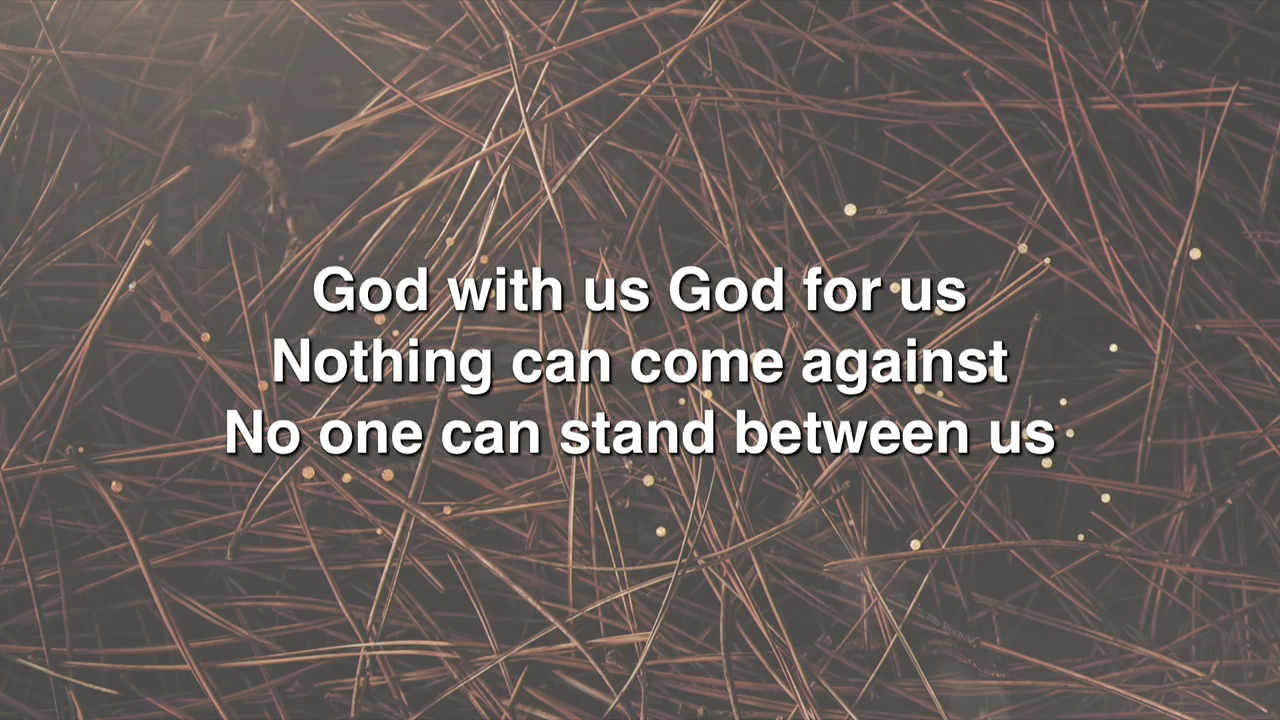 God with us God for us
Nothing can come against
No one can stand between us